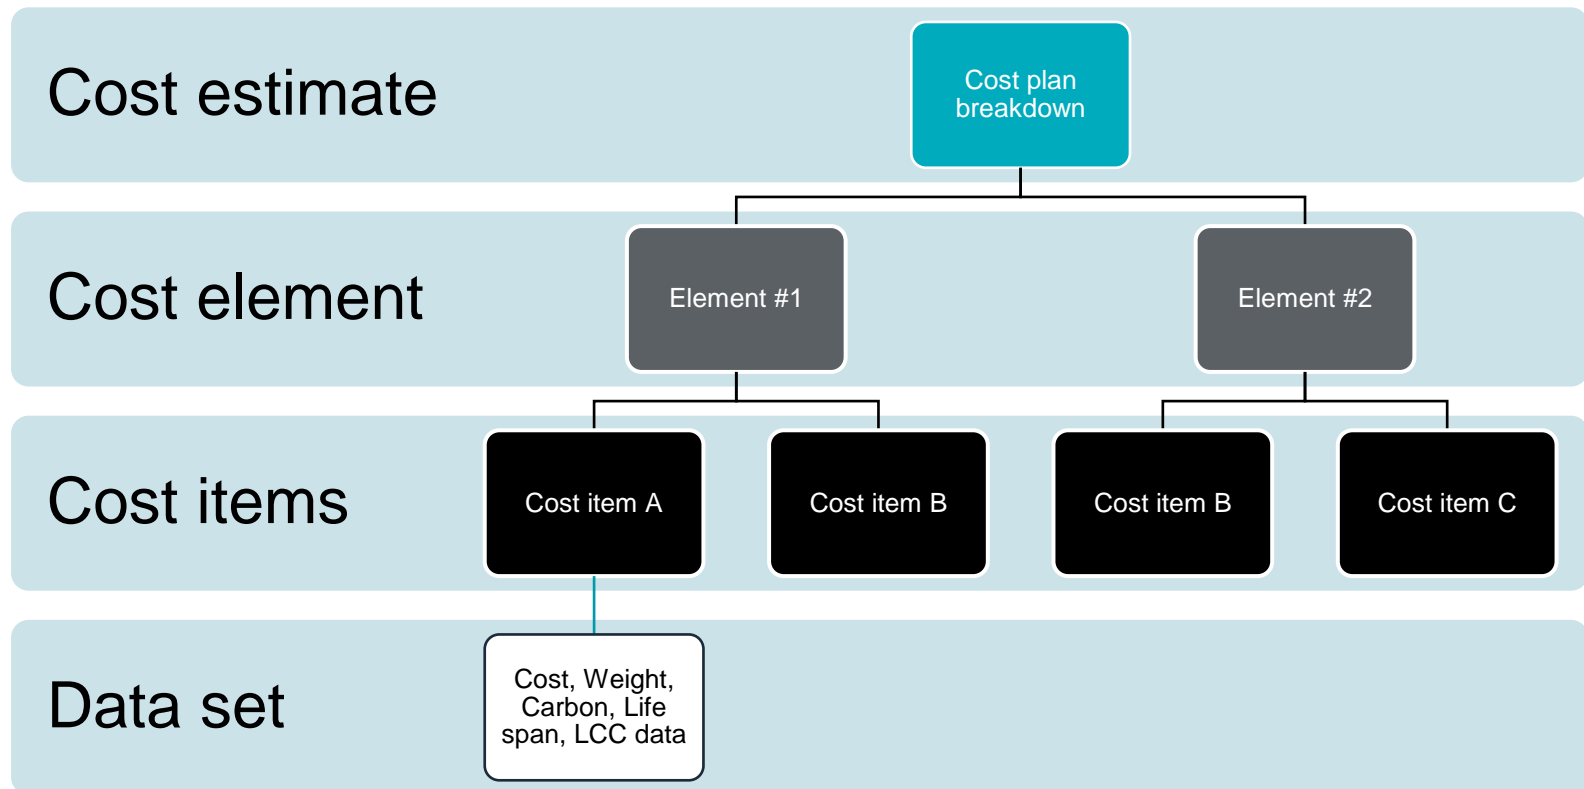 Cost estimate
Cost plan
breakdown
Cost element
Element #1
Element #2
Cost items
Cost item A
Cost item B
Cost item B
Cost item C
Data set
Cost, Weight,
Carbon, Life
span, LCC data